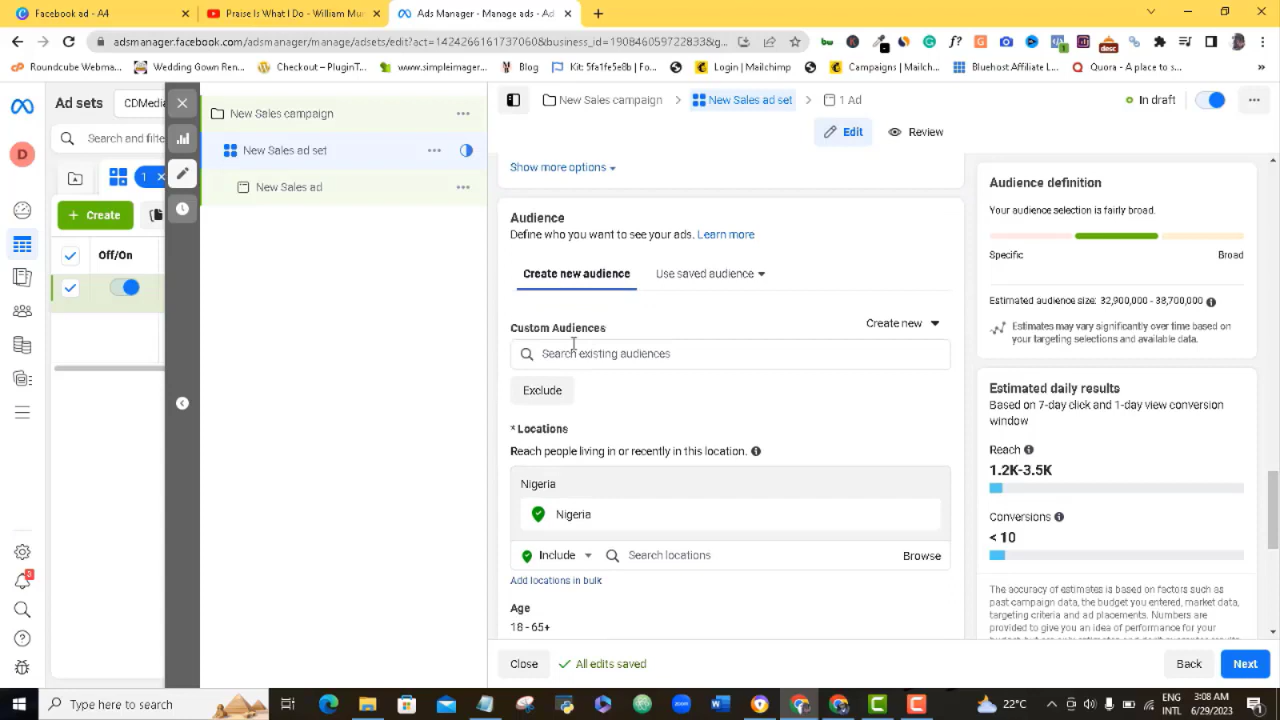 Facebook ad - A4
Praise Is What I Do - William Mu
Ads Manager - Manage ads - Ad
adsmanager.facebook.com/adsmanager/manage/adsets/edit?act=1424266161737060&business_id=190846059722833&g...
Roundcube Webma...
Wedding Gown Ren...
Checkout – PluginT...
www.simpleimager...
Blog
Kit: 5fa1fe5e8b | Fo...
Login | Mailchimp
Campaigns | Mailch...
Bluehost Affiliate L...
Quora - A place to s...
»
Ad sets
CDMedia
Search and filte
1
+ Create
Off/On
New Sales campaign
New Sales ad set
New Sales ad
New Sales campaign > New Sales ad set > 1 Ad
In draft
Edit
Review
Show more options
Audience
Define who you want to see your ads. Learn more
Create new audience
Use saved audience
Custom Audiences
Create new
Search existing audiences
Exclude
* Locations
Reach people living in or recently in this location.
Nigeria
Nigeria
Include
Search locations
Browse
Add locations in bulk
Age
18 - 65+
Close
All edits saved
Back
Next
Audience definition
Your audience selection is fairly broad.
Specific
Broad
Estimated audience size: 32,900,000 - 38,700,000
Estimates may vary significantly over time based on
your targeting selections and available data.
Estimated daily results
Based on 7-day click and 1-day view conversion
window
Reach
1.2K-3.5K
Conversions
< 10
The accuracy of estimates is based on factors such as
past campaign data, the budget you entered, market data,
targeting criteria and ad placements. Numbers are
provided to give you an idea of performance for your
Type here to search
22°C
ENG
INTL
3:08 AM
6/29/2023